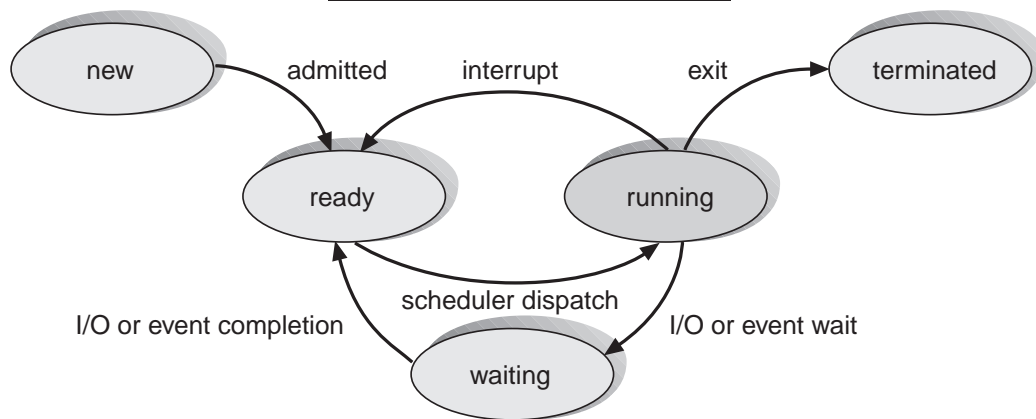 new
admitted
interrupt
exit
terminated
ready
running
scheduler dispatch
I/O or event completion
I/O or event wait
waiting